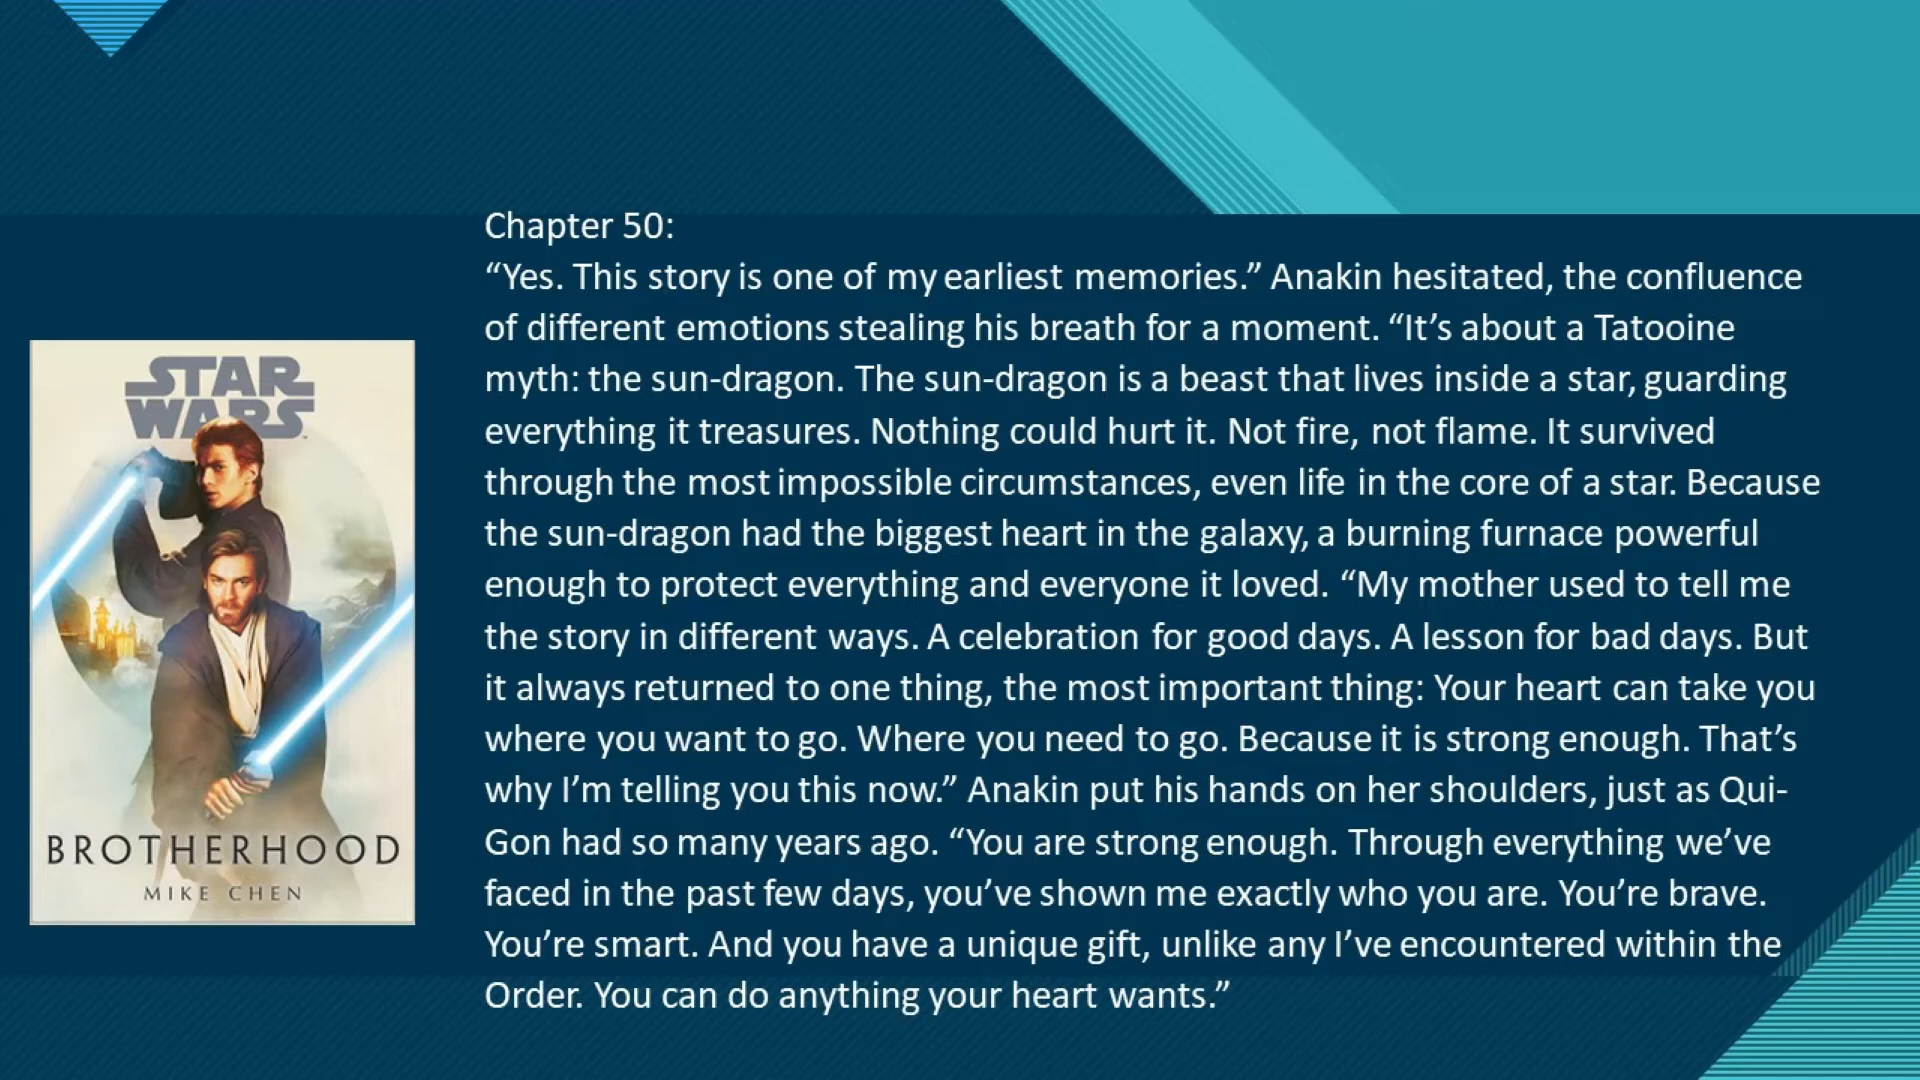 STAR
WARS
BROTHERHOOD
MIKE CHEN
Chapter 50:
“Yes. This story is one of my earliest memories.” Anakin hesitated, the confluence
of different emotions stealing his breath for a moment. “It’s about a Tatooine
myth: the sun-dragon. The sun-dragon is a beast that lives inside a star, guarding
everything it treasures. Nothing could hurt it. Not fire, not flame. It survived
through the most impossible circumstances, even life in the core of a star. Because
the sun-dragon had the biggest heart in the galaxy, a burning furnace powerful
enough to protect everything and everyone it loved. “My mother used to tell me
the story in different ways. A celebration for good days. A lesson for bad days. But
it always returned to one thing, the most important thing: Your heart can take you
where you want to go. Where you need to go. Because it is strong enough. That’s
why I’m telling you this now.” Anakin put his hands on her shoulders, just as Qui-
Gon had so many years ago. “You are strong enough. Through everything we’ve
faced in the past few days, you’ve shown me exactly who you are. You’re brave.
You’re smart. And you have a unique gift, unlike any I’ve encountered within the
Order. You can do anything your heart wants.”